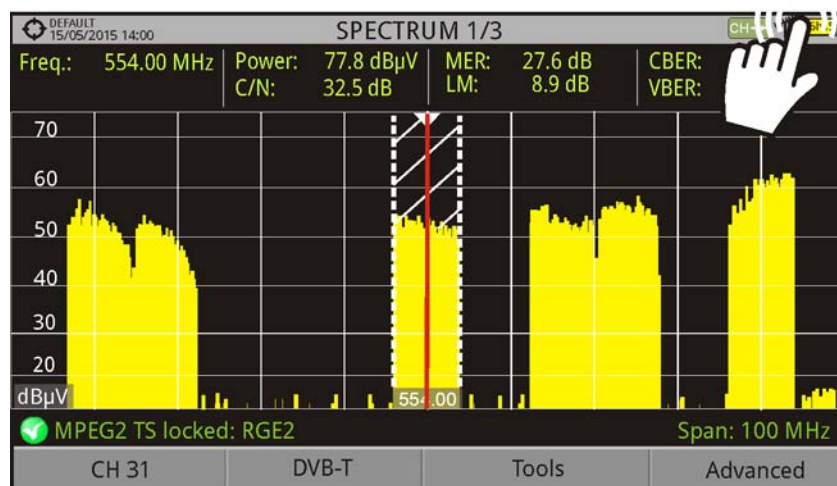 DEFAULT
15/05/2015 14:00
SPECTRUM 1/3
CH
Freq.: 554.00 MHz
Power: 77.8 dBµV
MER: 27.6 dB
CBER:
C/N: 32.5 dB
LM: 8.9 dB
VBER:
70
60
50
40
30
20
dBµV
554.00
MPEG2 TS locked: RGE2
Span: 100 MHz
CH 31
DVB-T
Tools
Advanced